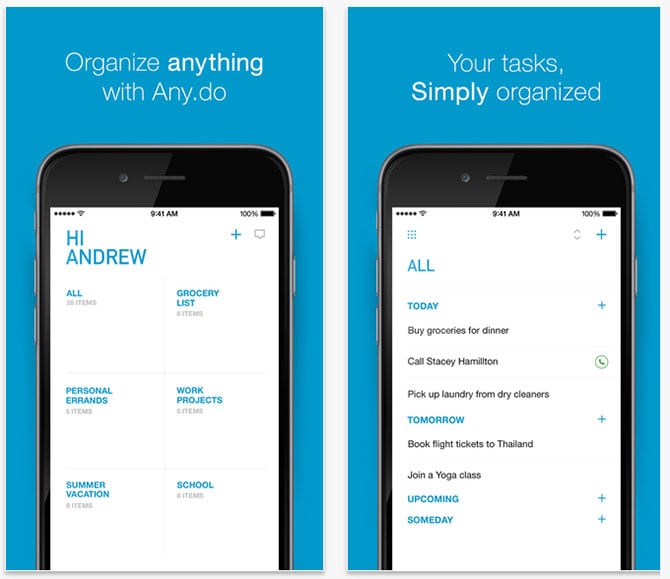 Organize anything
with Any.do
9:41 AM
100%
HI
ANDREW
ALL
28 ITEMS
GROCERY
LIST
8 ITEMS
PERSONAL
ERRANDS
5 ITEMS
WORK
PROJECTS
5 ITEMS
SUMMER
VACATION
8 ITEMS
SCHOOL
8 ITEMS
Your tasks,
Simply organized
9:41 AM
100%
ALL
TODAY
Buy groceries for dinner
Call Stacey Hamillton
Pick up laundry from dry cleaners
TOMORROW
Book flight tickets to Thailand
Join a Yoga class
UPCOMING
SOMEDAY